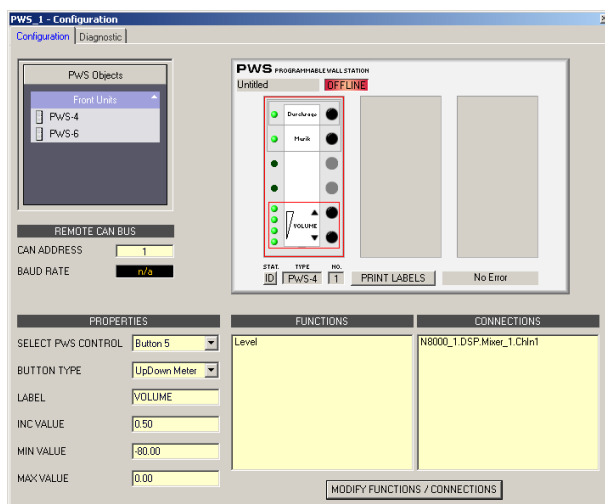 PWS_1 - Configuration
Configuration Diagnostic
PWS Objects
Front Units
PWS-4
PWS-6
REMOTE CAN BUS
CAN ADDRESS 1
BAUD RATE n/a
PWS PROGRAMMABLE WALL STATION
Untitled OFFLINE
Durchsage
Musik
VOLUME
STAT. TYPE NO.
ID PWS-4 1 PRINT LABELS No Error
PROPERTIES
SELECT PWS CONTROL Button 5
BUTTON TYPE UpDown Meter
LABEL VOLUME
INC VALUE 0.50
MIN VALUE -80.00
MAX VALUE 0.00
FUNCTIONS
Level
CONNECTIONS
N8000_1.DSP.Mixer_1.ChIn1
MODIFY FUNCTIONS / CONNECTIONS